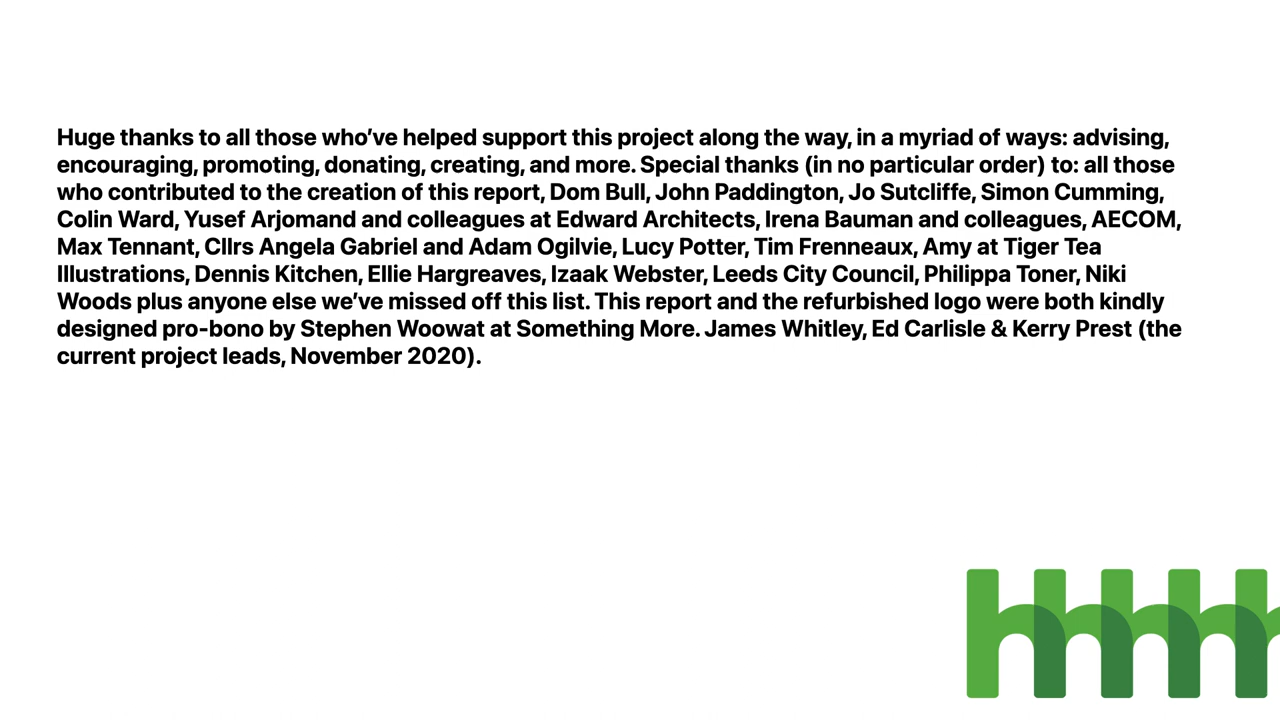 Huge thanks to all those who’ve helped support this project along the way, in a myriad of ways: advising,
encouraging, promoting, donating, creating, and more. Special thanks (in no particular order) to: all those
who contributed to the creation of this report, Dom Bull, John Paddington, Jo Sutcliffe, Simon Cumming,
Colin Ward, Yusef Arjomand and colleagues at Edward Architects, Irena Bauman and colleagues, AECOM,
Max Tennant, Cllrs Angela Gabriel and Adam Ogilvie, Lucy Potter, Tim Frenneaux, Amy at Tiger Tea
Illustrations, Dennis Kitchen, Ellie Hargreaves, Izaak Webster, Leeds City Council, Philippa Toner, Niki
Woods plus anyone else we’ve missed off this list. This report and the refurbished logo were both kindly
designed pro-bono by Stephen Woowat at Something More. James Whitley, Ed Carlisle & Kerry Prest (the
current project leads, November 2020).